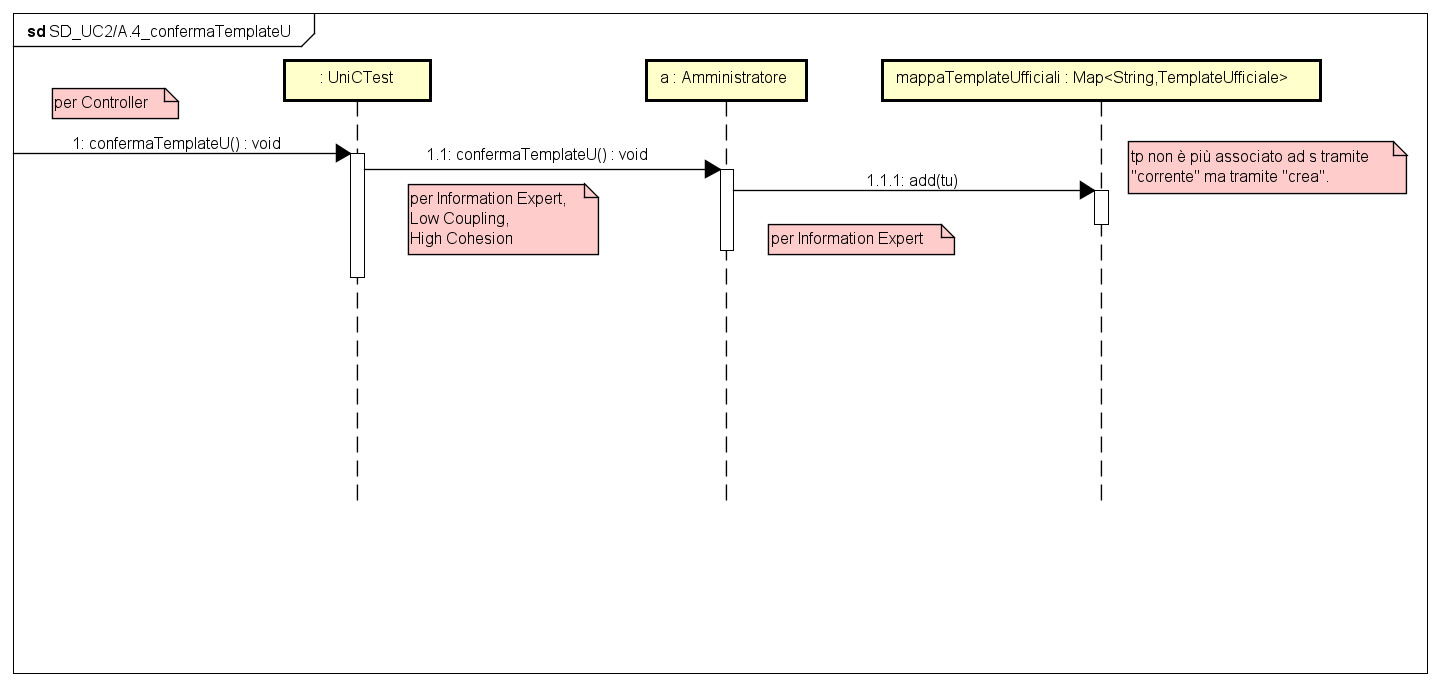 sd SD_UC2/A.4_confermaTemplateU
: UniCTest
a : Amministratore
mappaTemplateUfficiali : Map<String,TemplateUfficiale>
per Controller
1: confermaTemplateU() : void
1.1: confermaTemplateU() : void
per Information Expert,
Low Coupling,
High Cohesion
1.1.1: add(tu)
per Information Expert
tp non è più associato ad s tramite
"corrente" ma tramite "crea".